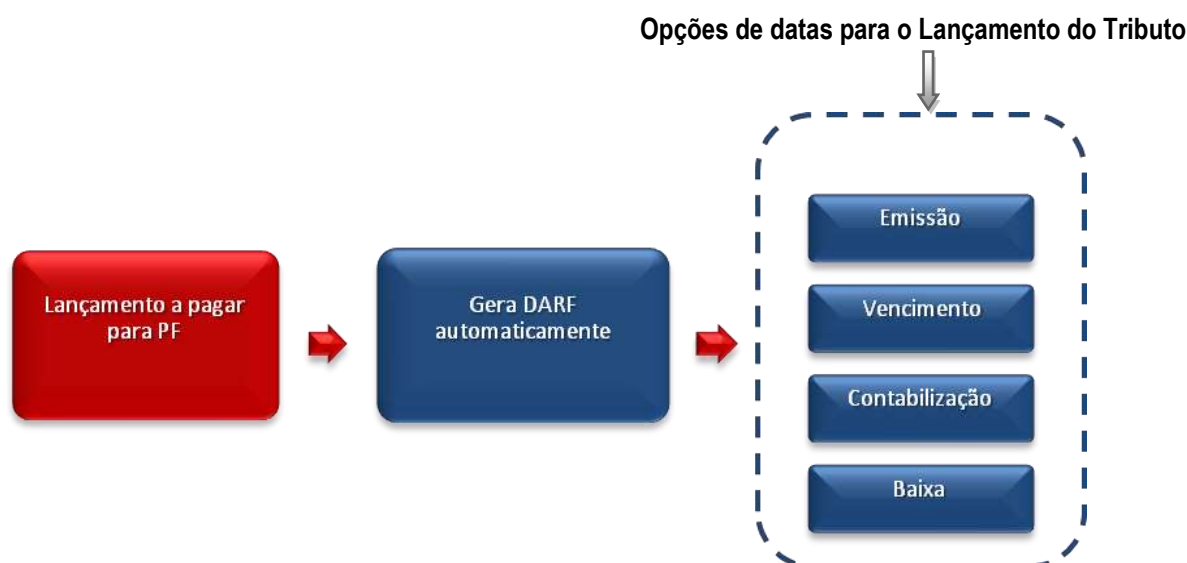 Opções de datas para o Lançamento do Tributo
Lançamento a pagar
para PF
Gera DARF
automaticamente
Emissão
Vencimento
Contabilização
Baixa